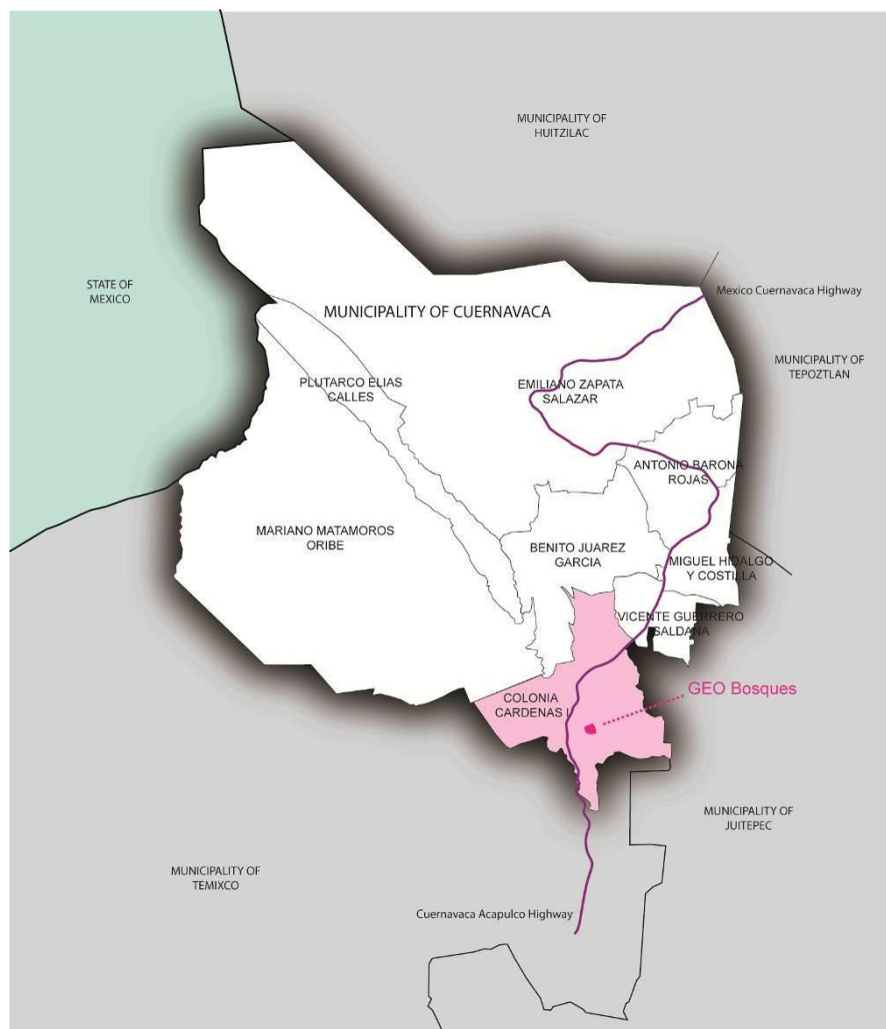 MUNICIPALITY OF
HUITZILAC
STATE OF
MEXICO
Mexico Cuernavaca Highway
MUNICIPALITY OF CUERNAVACA
MUNICIPALITY OF
TEPOZTLAN
PLUTARCO ELIAS
CALLES
EMILIANO ZAPATA
SALAZAR
ANTONIO BARONA
ROJAS
MARIANO MATAMOROS
ORIBE
BENITO JUAREZ
GARCIA
MIGUEL HIDALGO
Y COSTILLA
VICENTE GUERRERO
SALDANA
GEO Bosques
COLONIA
CARDENAS I
MUNICIPALITY OF
JUITEPEC
MUNICIPALITY OF
TEMIXCO
Cuernavaca Acapulco Highway